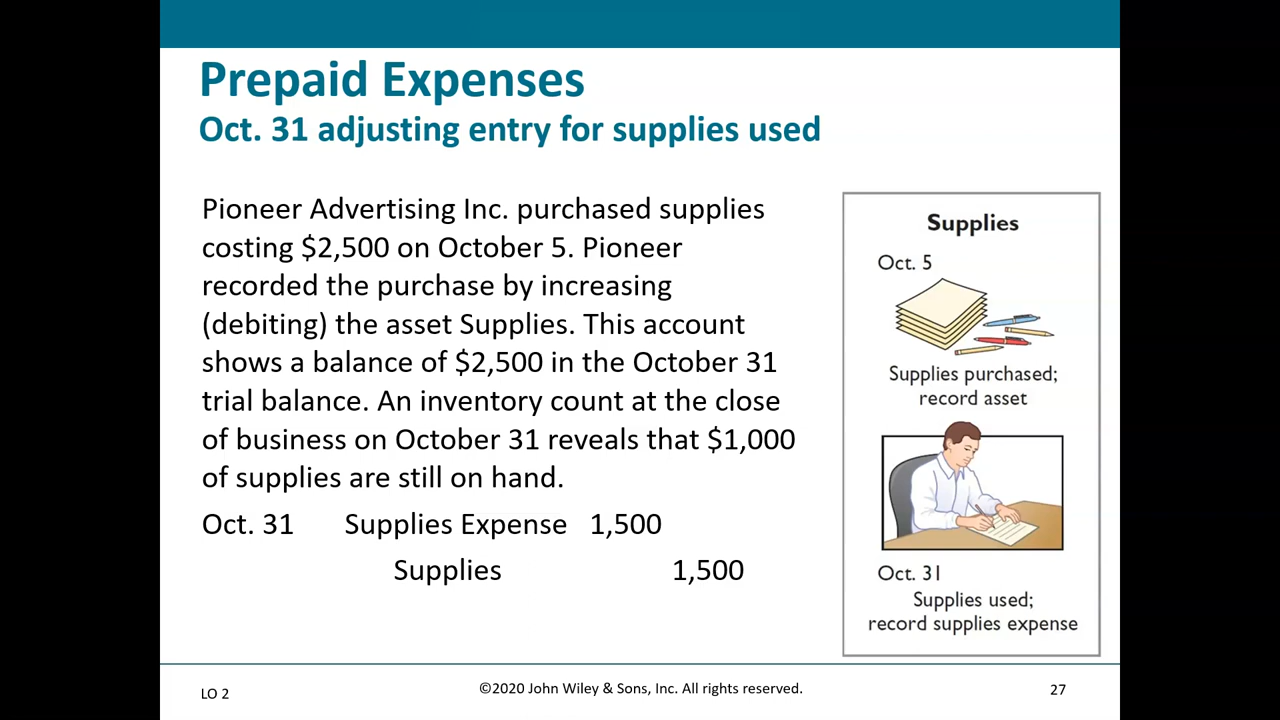 Prepaid Expenses
Oct. 31 adjusting entry for supplies used
Pioneer Advertising Inc. purchased supplies
costing $2,500 on October 5. Pioneer
recorded the purchase by increasing
(debiting) the asset Supplies. This account
shows a balance of $2,500 in the October 31
trial balance. An inventory count at the close
of business on October 31 reveals that $1,000
of supplies are still on hand.
Oct. 31 Supplies Expense 1,500
Supplies 1,500
Supplies
Oct. 5
Supplies purchased;
record asset
Oct. 31
Supplies used;
record supplies expense
LO 2
©2020 John Wiley & Sons, Inc. All rights reserved.
27